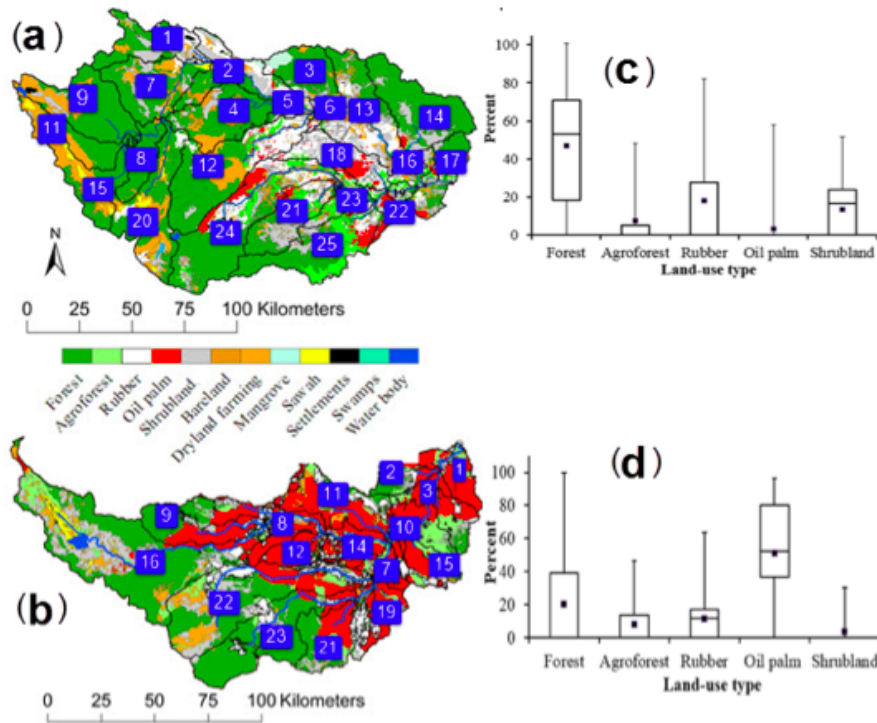 (a)
1
2
3
9
7
4
5
6
13
14
11
8
12
18
16
17
15
23
21
22
20
24
25
N
0 25 50 75 100 Kilometers
Forest
Agroforest
Rubber
Oil palm
Shrubland
Bareland
Dryland farming
Mangrove
Sawah
Settlements
Swamps
Water body
(c)
Percent
100
80
60
40
20
0
Forest Agroforest Rubber Oil palm Shrubland
Land-use type
(b)
1
2
3
11
9
8
10
12
14
16
7
15
22
19
23
21
0 25 50 75 100 Kilometers
(d)
Percent
100
80
60
40
20
0
Forest Agroforest Rubber Oil palm Shrubland
Land-use type